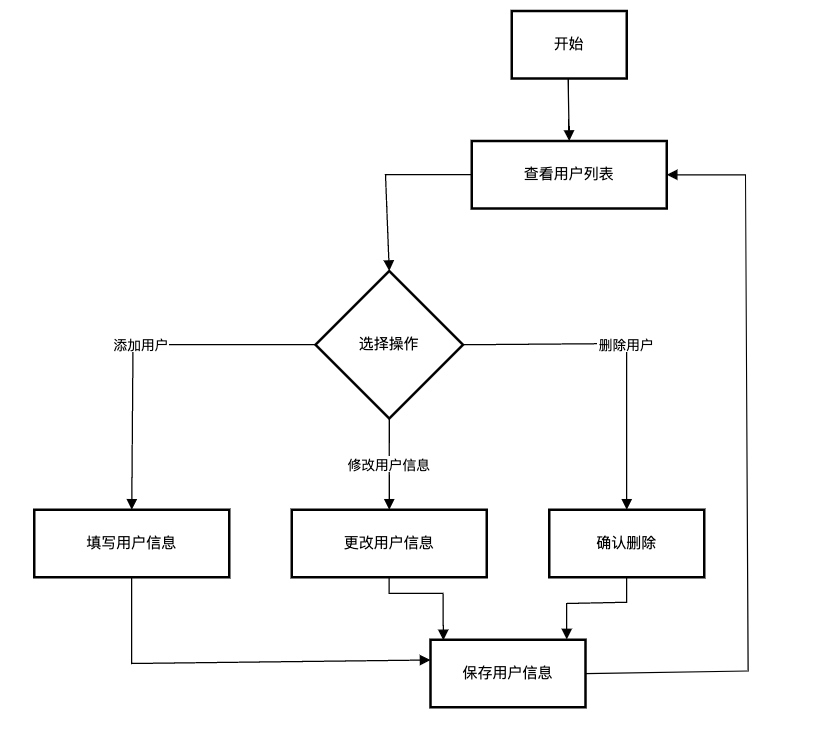 开始
查看用户列表
选择操作
添加用户
删除用户
修改用户信息
填写用户信息
更改用户信息
确认删除
保存用户信息